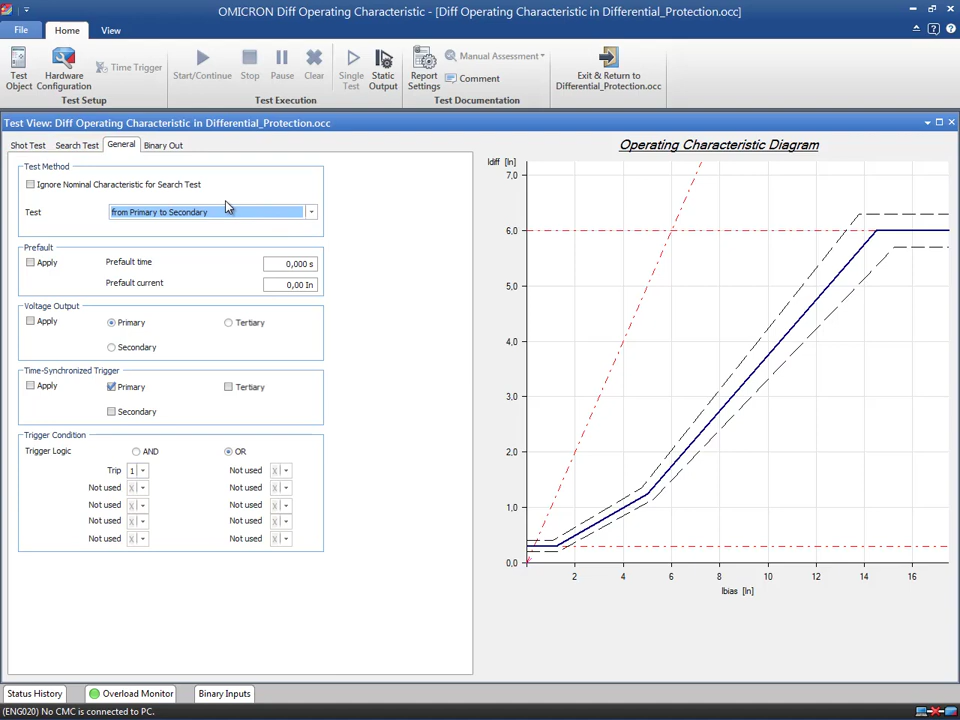 OMICRON Diff Operating Characteristic - [Diff Operating Characteristic in Differential_Protection.occ]
File Home View
Test Object
Hardware Configuration
Time Trigger
Test Setup
Start/Continue
Stop
Pause
Clear
Test Execution
Single Test
Static Output
Report Settings
Manual Assessment
Comment
Test Documentation
Exit & Return to
Differential_Protection.occ
Test View: Diff Operating Characteristic in Differential_Protection.occ
Shot Test Search Test General Binary Out
Test Method
Ignore Nominal Characteristic for Search Test
Test from Primary to Secondary
Prefault
Apply Prefault time 0,000 s
Prefault current 0,00 In
Voltage Output
Apply Primary Tertiary
Secondary
Time-Synchronized Trigger
Apply Primary Tertiary
Secondary
Trigger Condition
Trigger Logic AND OR
Trip 1 Not used X
Not used X Not used X
Not used X Not used X
Not used X Not used X
Not used X Not used X
Operating Characteristic Diagram
Idiff [In]
7,0
6,0
5,0
4,0
3,0
2,0
1,0
0,0
2 4 6 8 10 12 14 16
Ibias [In]
Status History Overload Monitor Binary Inputs
(ENG020) No CMC is connected to PC.